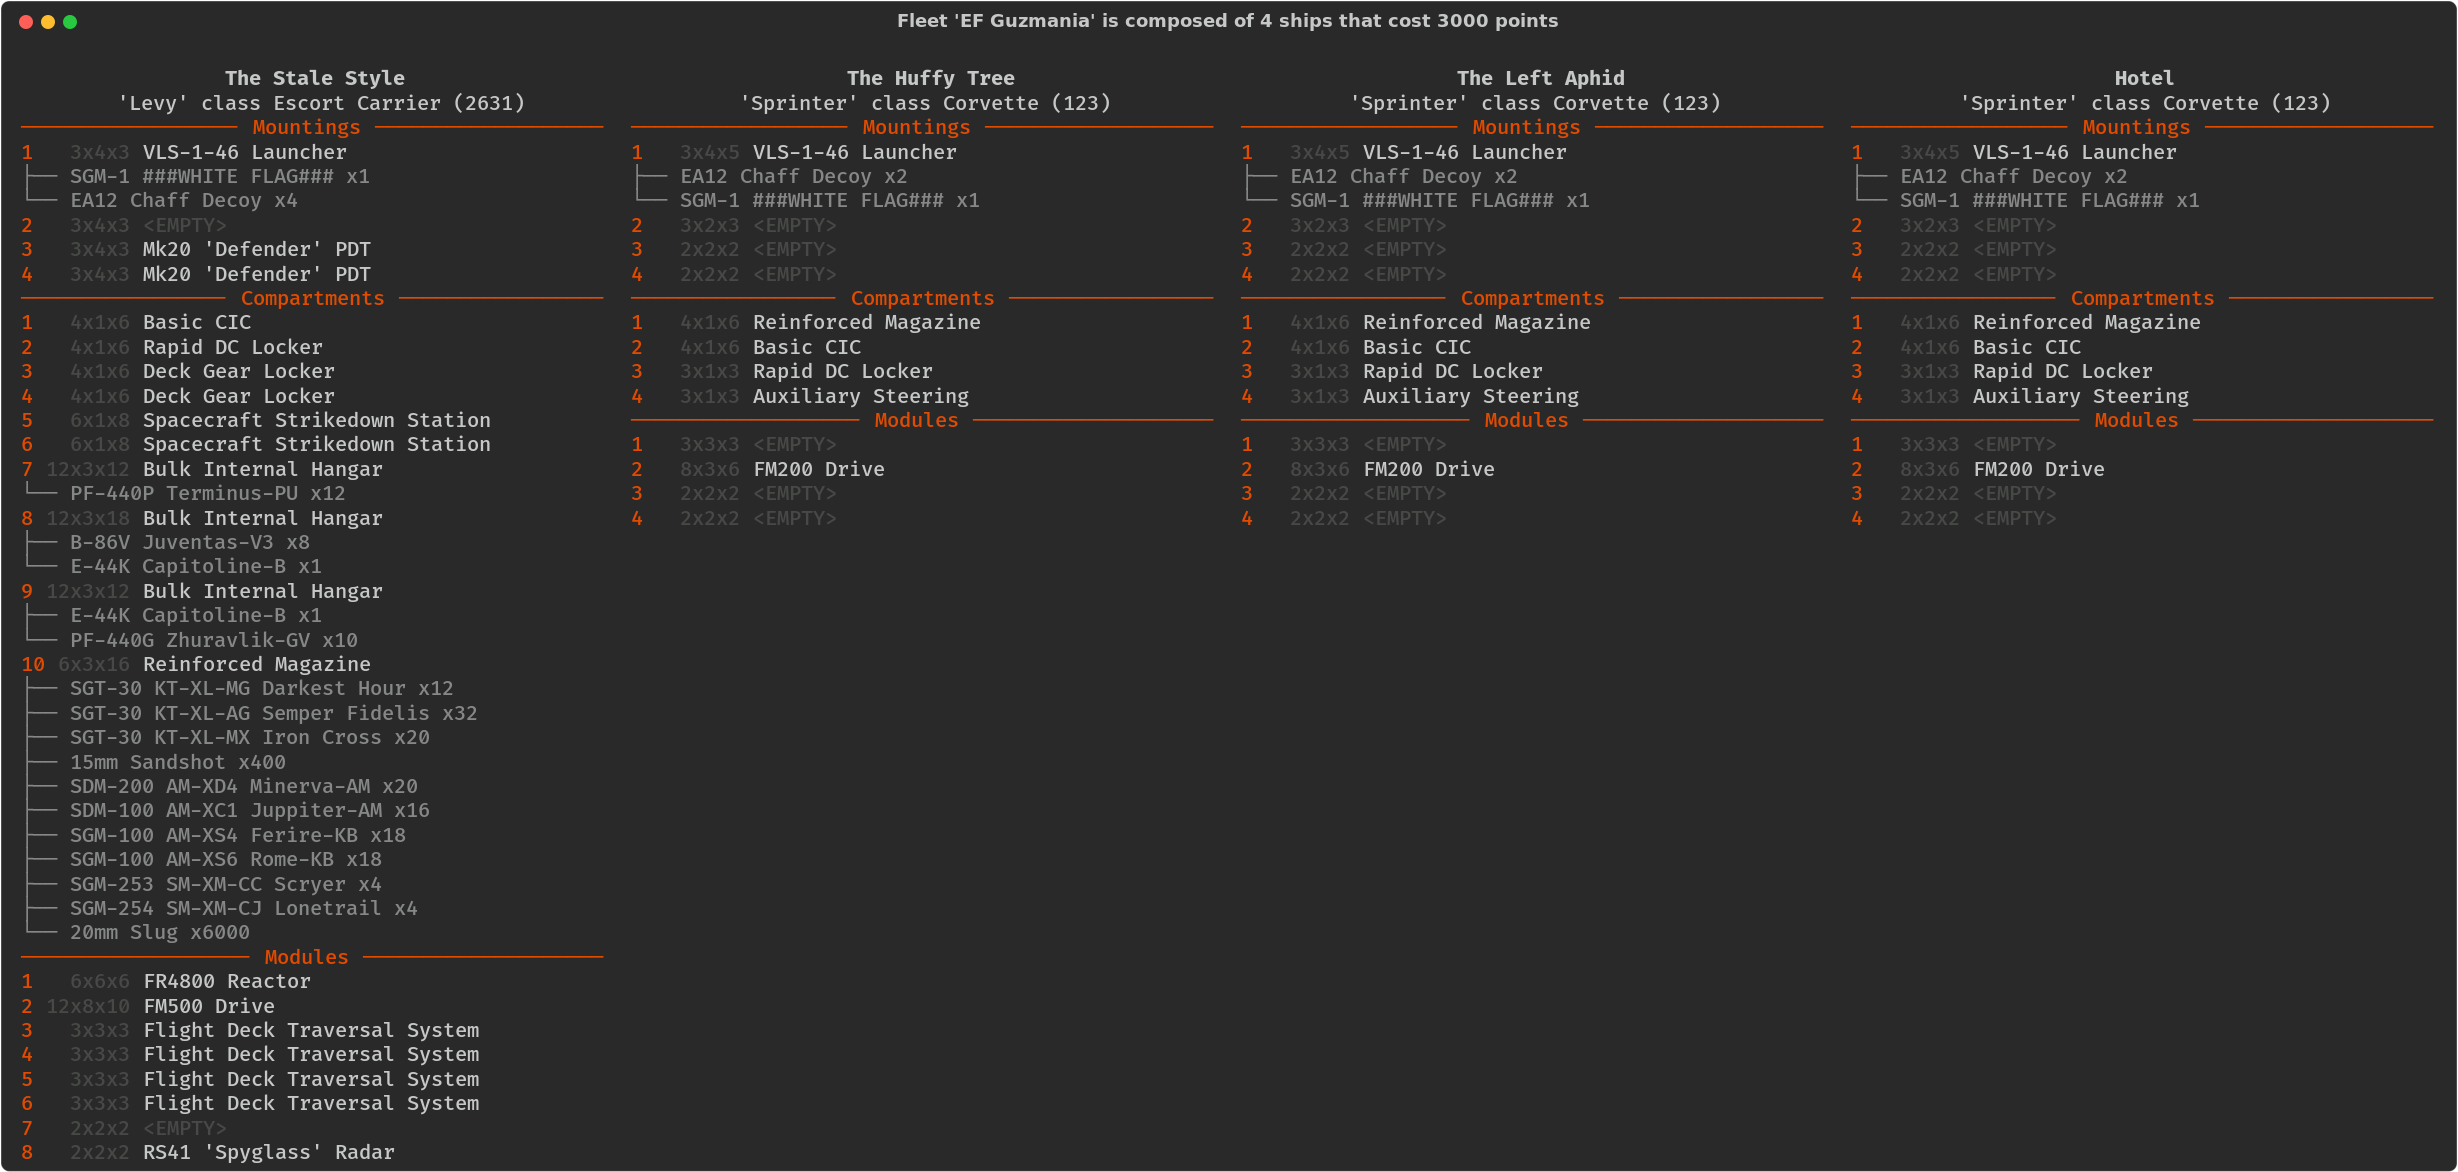 Fleet 'EF Guzmania' is composed of 4 ships that cost 3000 points
The Stale Style
'Levy' class Escort Carrier (2631)
Mountings
1 3x4x3 VLS-1-46 Launcher
SGM-1 ###WHITE FLAG### x1
EA12 Chaff Decoy x4
2 3x4x3 <EMPTY>
3 3x4x3 Mk20 'Defender' PDT
4 3x4x3 Mk20 'Defender' PDT
Compartments
1 4x1x6 Basic CIC
2 4x1x6 Rapid DC Locker
3 4x1x6 Deck Gear Locker
4 4x1x6 Deck Gear Locker
5 6x1x8 Spacecraft Strikedown Station
6 6x1x8 Spacecraft Strikedown Station
7 12x3x12 Bulk Internal Hangar
PF-440P Terminus-PU x12
8 12x3x18 Bulk Internal Hangar
B-86V Juventas-V3 x8
E-44K Capitoline-B x1
9 12x3x12 Bulk Internal Hangar
E-44K Capitoline-B x1
PF-440G Zhuravlik-GV x10
10 6x3x16 Reinforced Magazine
SGT-30 KT-XL-MG Darkest Hour x12
SGT-30 KT-XL-AG Semper Fidelis x32
SGT-30 KT-XL-MX Iron Cross x20
15mm Sandshot x400
SDM-200 AM-XD4 Minerva-AM x20
SDM-100 AM-XC1 Juppiter-AM x16
SGM-100 AM-XS4 Ferire-KB x18
SGM-100 AM-XS6 Rome-KB x18
SGM-253 SM-XM-CC Scryer x4
SGM-254 SM-XM-CJ Lonetrail x4
20mm Slug x6000
Modules
1 6x6x6 FR4800 Reactor
2 12x8x10 FM500 Drive
3 3x3x3 Flight Deck Traversal System
4 3x3x3 Flight Deck Traversal System
5 3x3x3 Flight Deck Traversal System
6 3x3x3 Flight Deck Traversal System
7 2x2x2 <EMPTY>
8 2x2x2 RS41 'Spyglass' Radar
The Huffy Tree
'Sprinter' class Corvette (123)
Mountings
1 3x4x5 VLS-1-46 Launcher
EA12 Chaff Decoy x2
SGM-1 ###WHITE FLAG### x1
2 3x2x3 <EMPTY>
3 2x2x2 <EMPTY>
4 2x2x2 <EMPTY>
Compartments
1 4x1x6 Reinforced Magazine
2 4x1x6 Basic CIC
3 3x1x3 Rapid DC Locker
4 3x1x3 Auxiliary Steering
Modules
1 3x3x3 <EMPTY>
2 8x3x6 FM200 Drive
3 2x2x2 <EMPTY>
4 2x2x2 <EMPTY>
The Left Aphid
'Sprinter' class Corvette (123)
Mountings
1 3x4x5 VLS-1-46 Launcher
EA12 Chaff Decoy x2
SGM-1 ###WHITE FLAG### x1
2 3x2x3 <EMPTY>
3 2x2x2 <EMPTY>
4 2x2x2 <EMPTY>
Compartments
1 4x1x6 Reinforced Magazine
2 4x1x6 Basic CIC
3 3x1x3 Rapid DC Locker
4 3x1x3 Auxiliary Steering
Modules
1 3x3x3 <EMPTY>
2 8x3x6 FM200 Drive
3 2x2x2 <EMPTY>
4 2x2x2 <EMPTY>
Hotel
'Sprinter' class Corvette (123)
Mountings
1 3x4x5 VLS-1-46 Launcher
EA12 Chaff Decoy x2
SGM-1 ###WHITE FLAG### x1
2 3x2x3 <EMPTY>
3 2x2x2 <EMPTY>
4 2x2x2 <EMPTY>
Compartments
1 4x1x6 Reinforced Magazine
2 4x1x6 Basic CIC
3 3x1x3 Rapid DC Locker
4 3x1x3 Auxiliary Steering
Modules
1 3x3x3 <EMPTY>
2 8x3x6 FM200 Drive
3 2x2x2 <EMPTY>
4 2x2x2 <EMPTY>